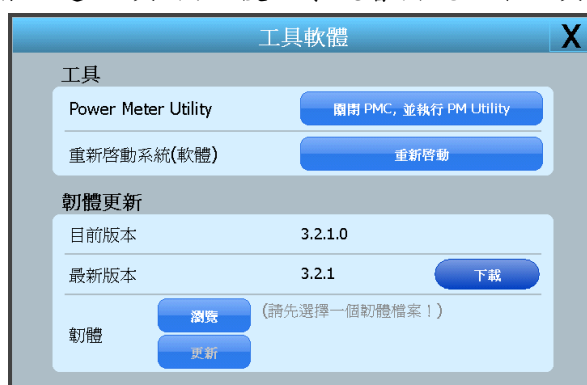 工具軟體
X
工具
Power Meter Utility
關閉 PMC, 並執行 PM Utility
重新啓動系統(軟體)
重新啓動
韌體更新
目前版本
3.2.1.0
最新版本
3.2.1
下載
韌體
瀏覽
(請先選擇一個韌體檔案！)
更新